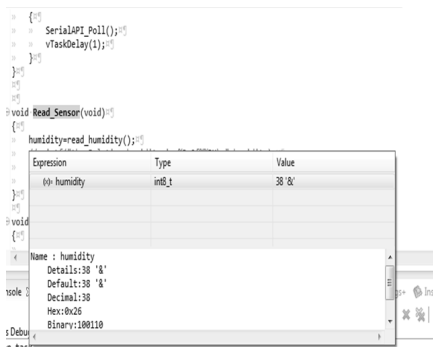 {
SerialAPI_Poll();
vTaskDelay(1);
}
}
void Read_Sensor(void)
{
humidity=read_humidity();
Expression Type Value
(x)= humidity int8_t 38 '&'
}
void
{
Name : humidity
Details:38 '&'
Default:38 '&'
Decimal:38
Hex:0x26
Binary:100110
nsole
Ins
s Debu